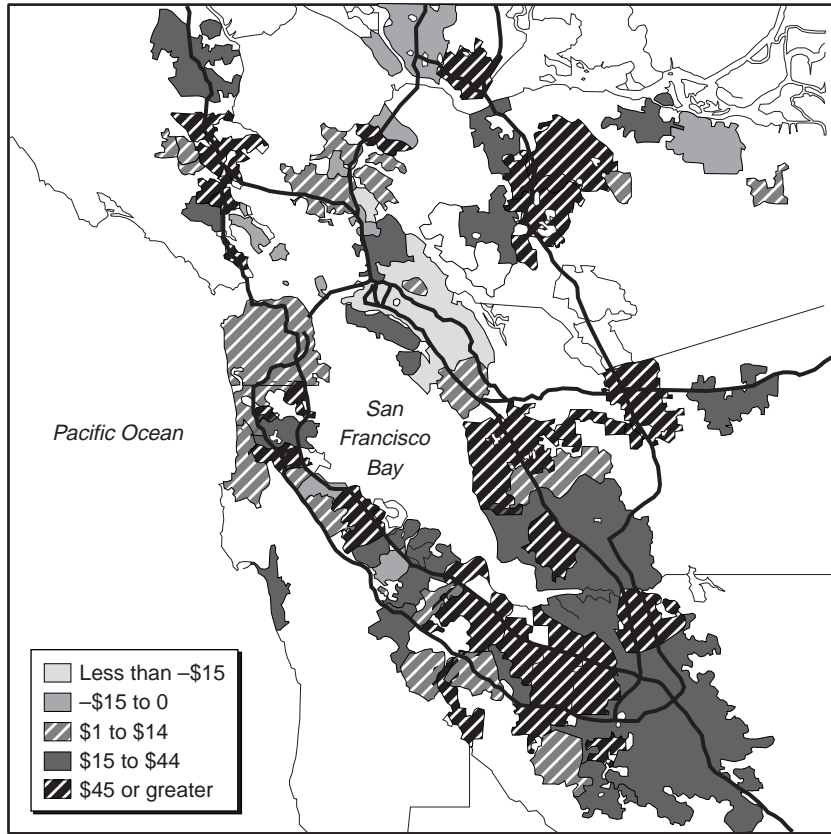 Pacific Ocean
San
Francisco
Bay
Less than –$15
–$15 to 0
$1 to $14
$15 to $44
$45 or greater